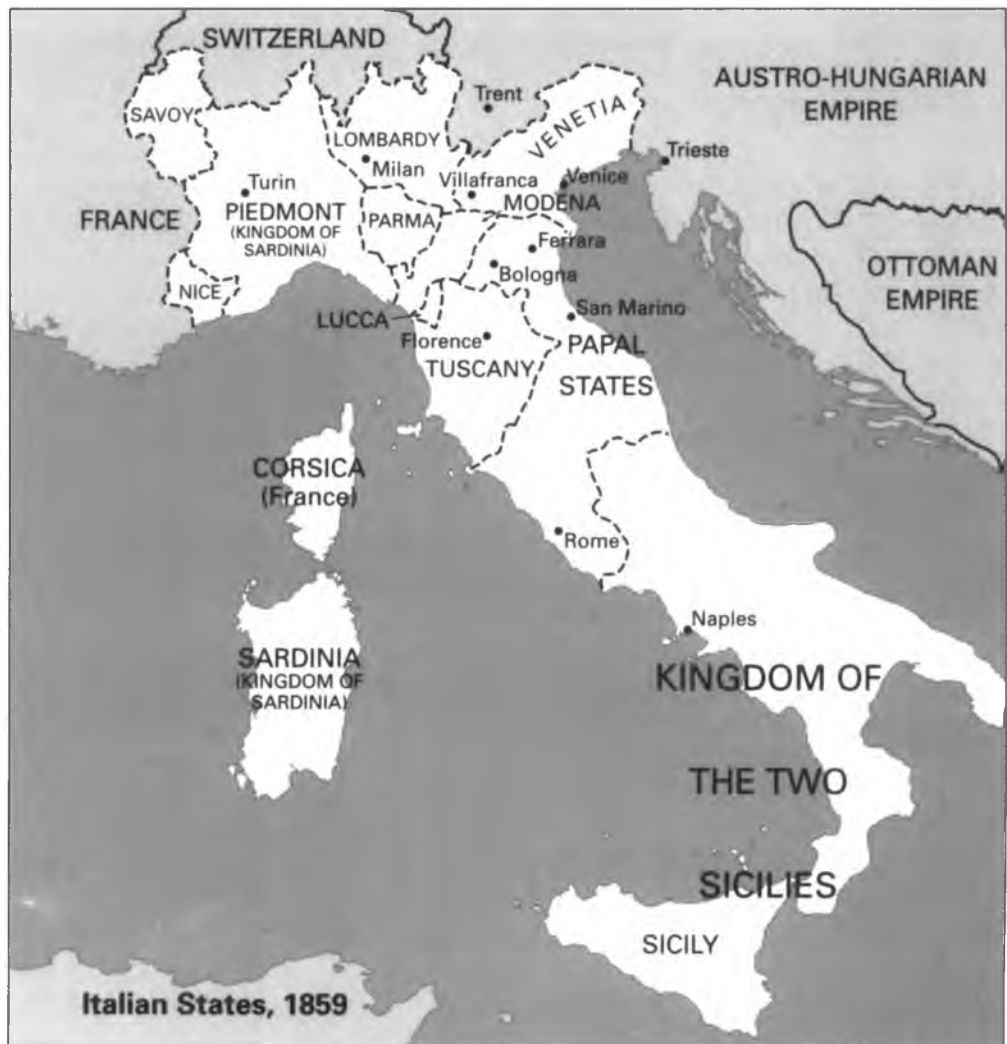 SWITZERLAND
AUSTRO-HUNGARIAN
EMPIRE
Trent
SAVOY
VENETIA
LOMBARDY
Milan
Trieste
Turin
Villafranca
Venice
MODENA
FRANCE
PIEDMONT
(KINGDOM OF
SARDINIA)
PARMA
Ferrara
Bologna
OTTOMAN
EMPIRE
NICE
LUCCA
San Marino
Florence
TUSCANY
PAPAL
STATES
CORSICA
(France)
Rome
Naples
SARDINIA
(KINGDOM OF
SARDINIA)
KINGDOM OF
THE TWO
SICILIES
SICILY
Italian States, 1859